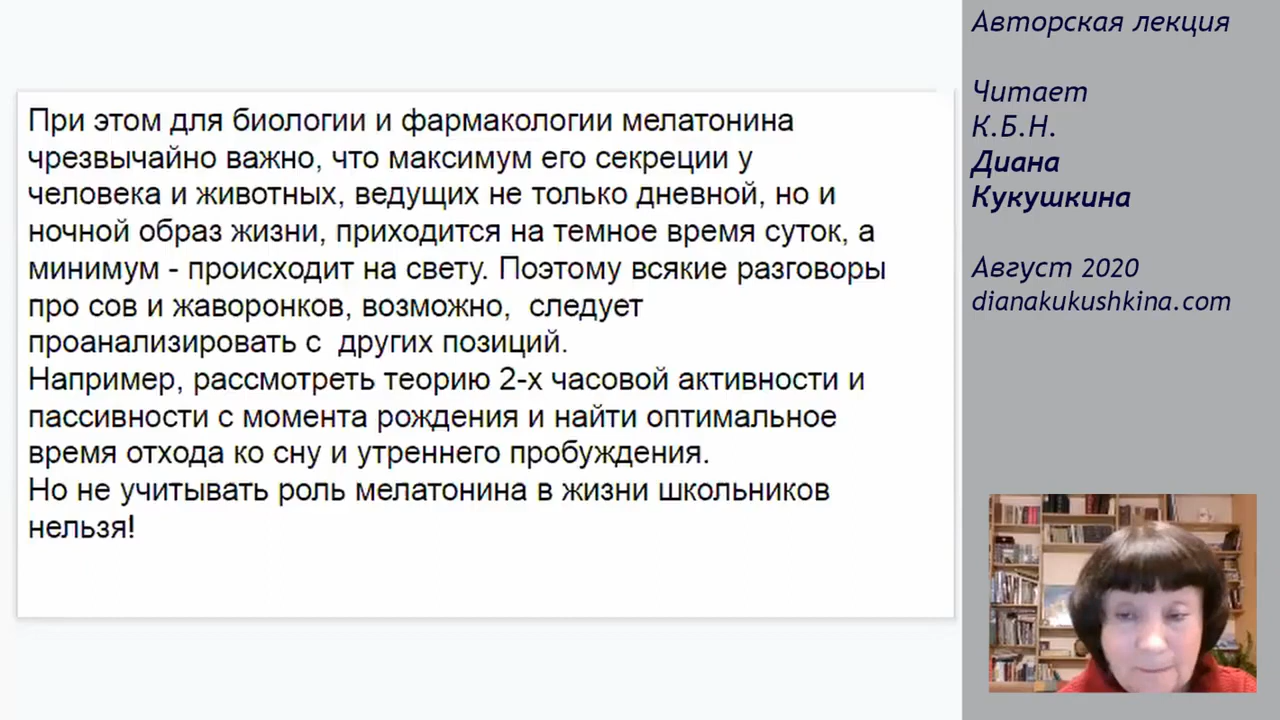 При этом для биологии и фармакологии мелатонина
чрезвычайно важно, что максимум его секреции у
человека и животных, ведущих не только дневной, но и
ночной образ жизни, приходится на темное время суток, а
минимум - происходит на свету. Поэтому всякие разговоры
про сов и жаворонков, возможно,  следует
проанализировать с  других позиций.
Например, рассмотреть теорию 2-х часовой активности и
пассивности с момента рождения и найти оптимальное
время отхода ко сну и утреннего пробуждения.
Но не учитывать роль мелатонина в жизни школьников
нельзя!
Авторская лекция
Читает
К.Б.Н.
Диана
Кукушкина
Август 2020
dianakukushkina.com